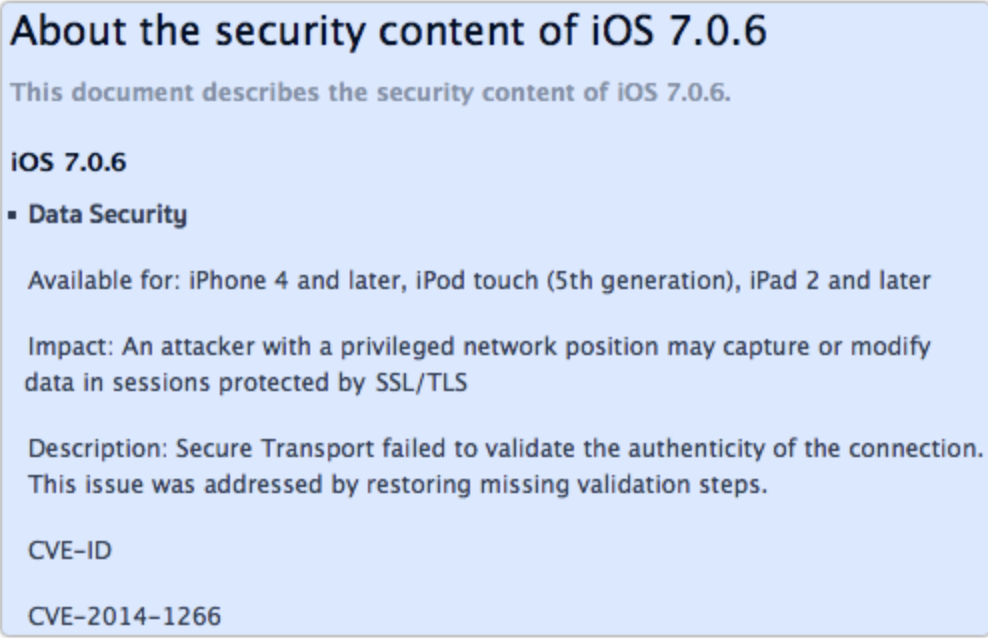 About the security content of iOS 7.0.6
This document describes the security content of iOS 7.0.6.
iOS 7.0.6
▪ Data Security
Available for: iPhone 4 and later, iPod touch (5th generation), iPad 2 and later
Impact: An attacker with a privileged network position may capture or modify
data in sessions protected by SSL/TLS
Description: Secure Transport failed to validate the authenticity of the connection.
This issue was addressed by restoring missing validation steps.
CVE-ID
CVE-2014-1266